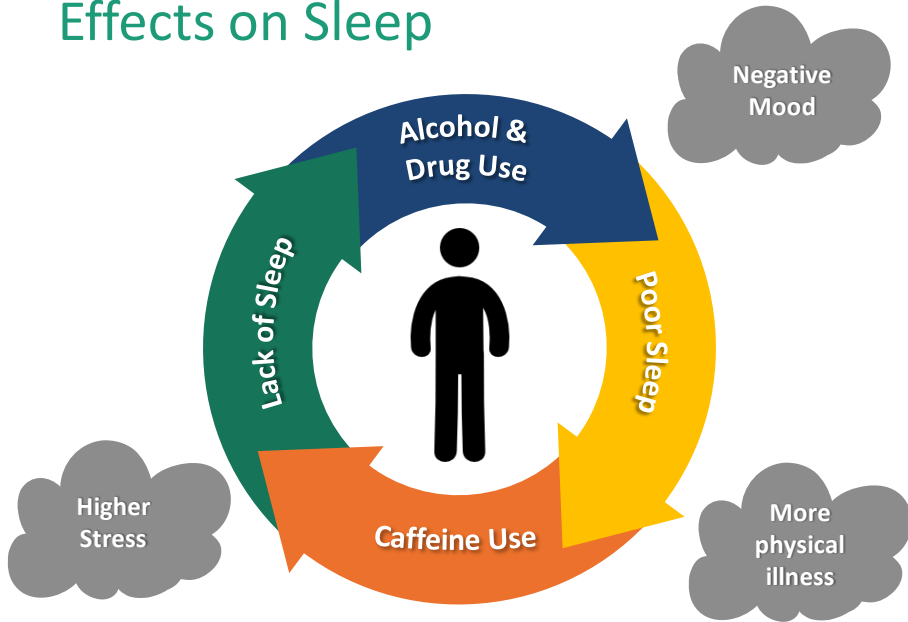 Effects on Sleep
Negative
Mood
Alcohol &
Drug Use
Poor Sleep
Lack of Sleep
Caffeine Use
Higher
Stress
More
physical
illness